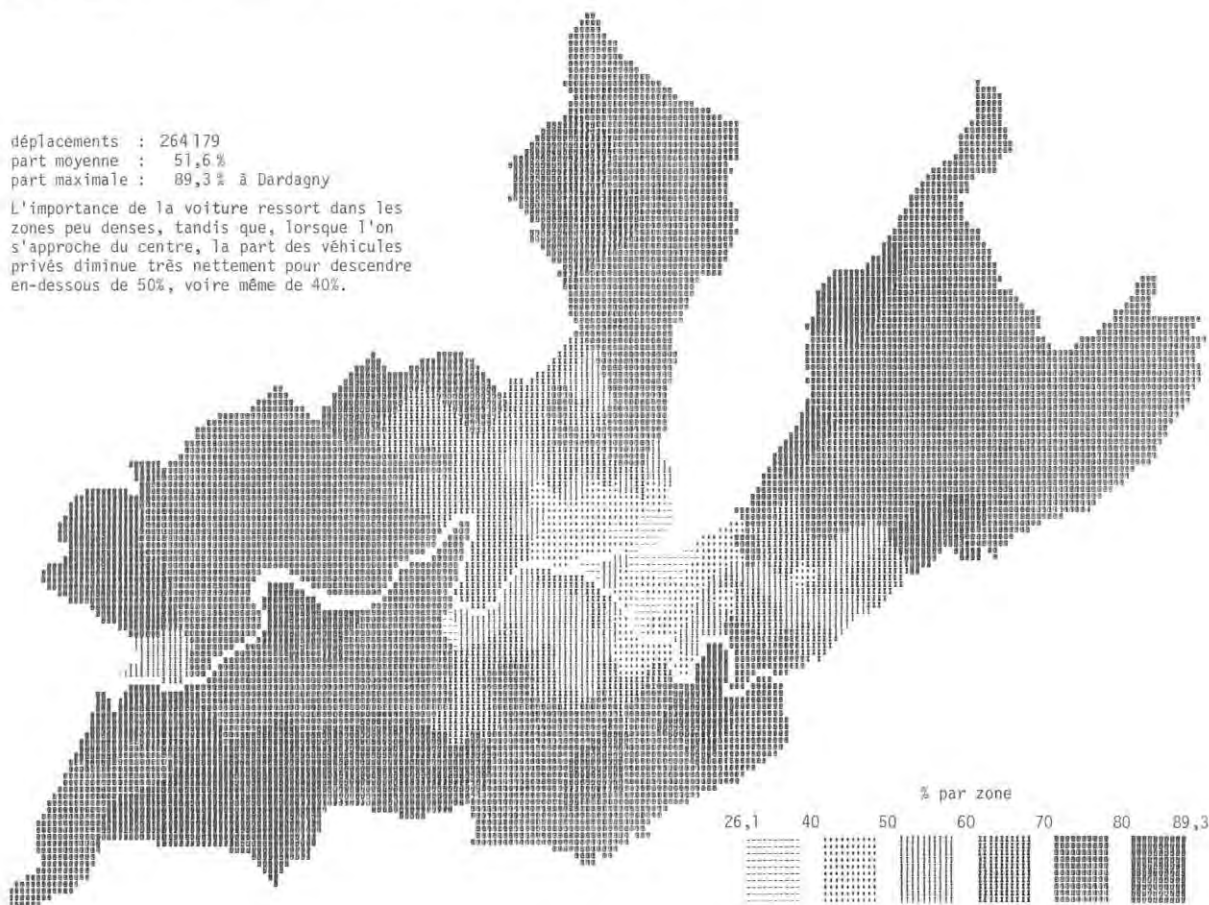 déplacements : 264 179
part moyenne : 51,6 %
part maximale : 89,3 % à Dardagny
L'importance de la voiture ressort dans les
zones peu denses, tandis que, lorsque l'on
s'approche du centre, la part des véhicules
privés diminue très nettement pour descendre
en-dessous de 50%, voire même de 40%.
% par zone
26,1 40 50 60 70 80 89,3